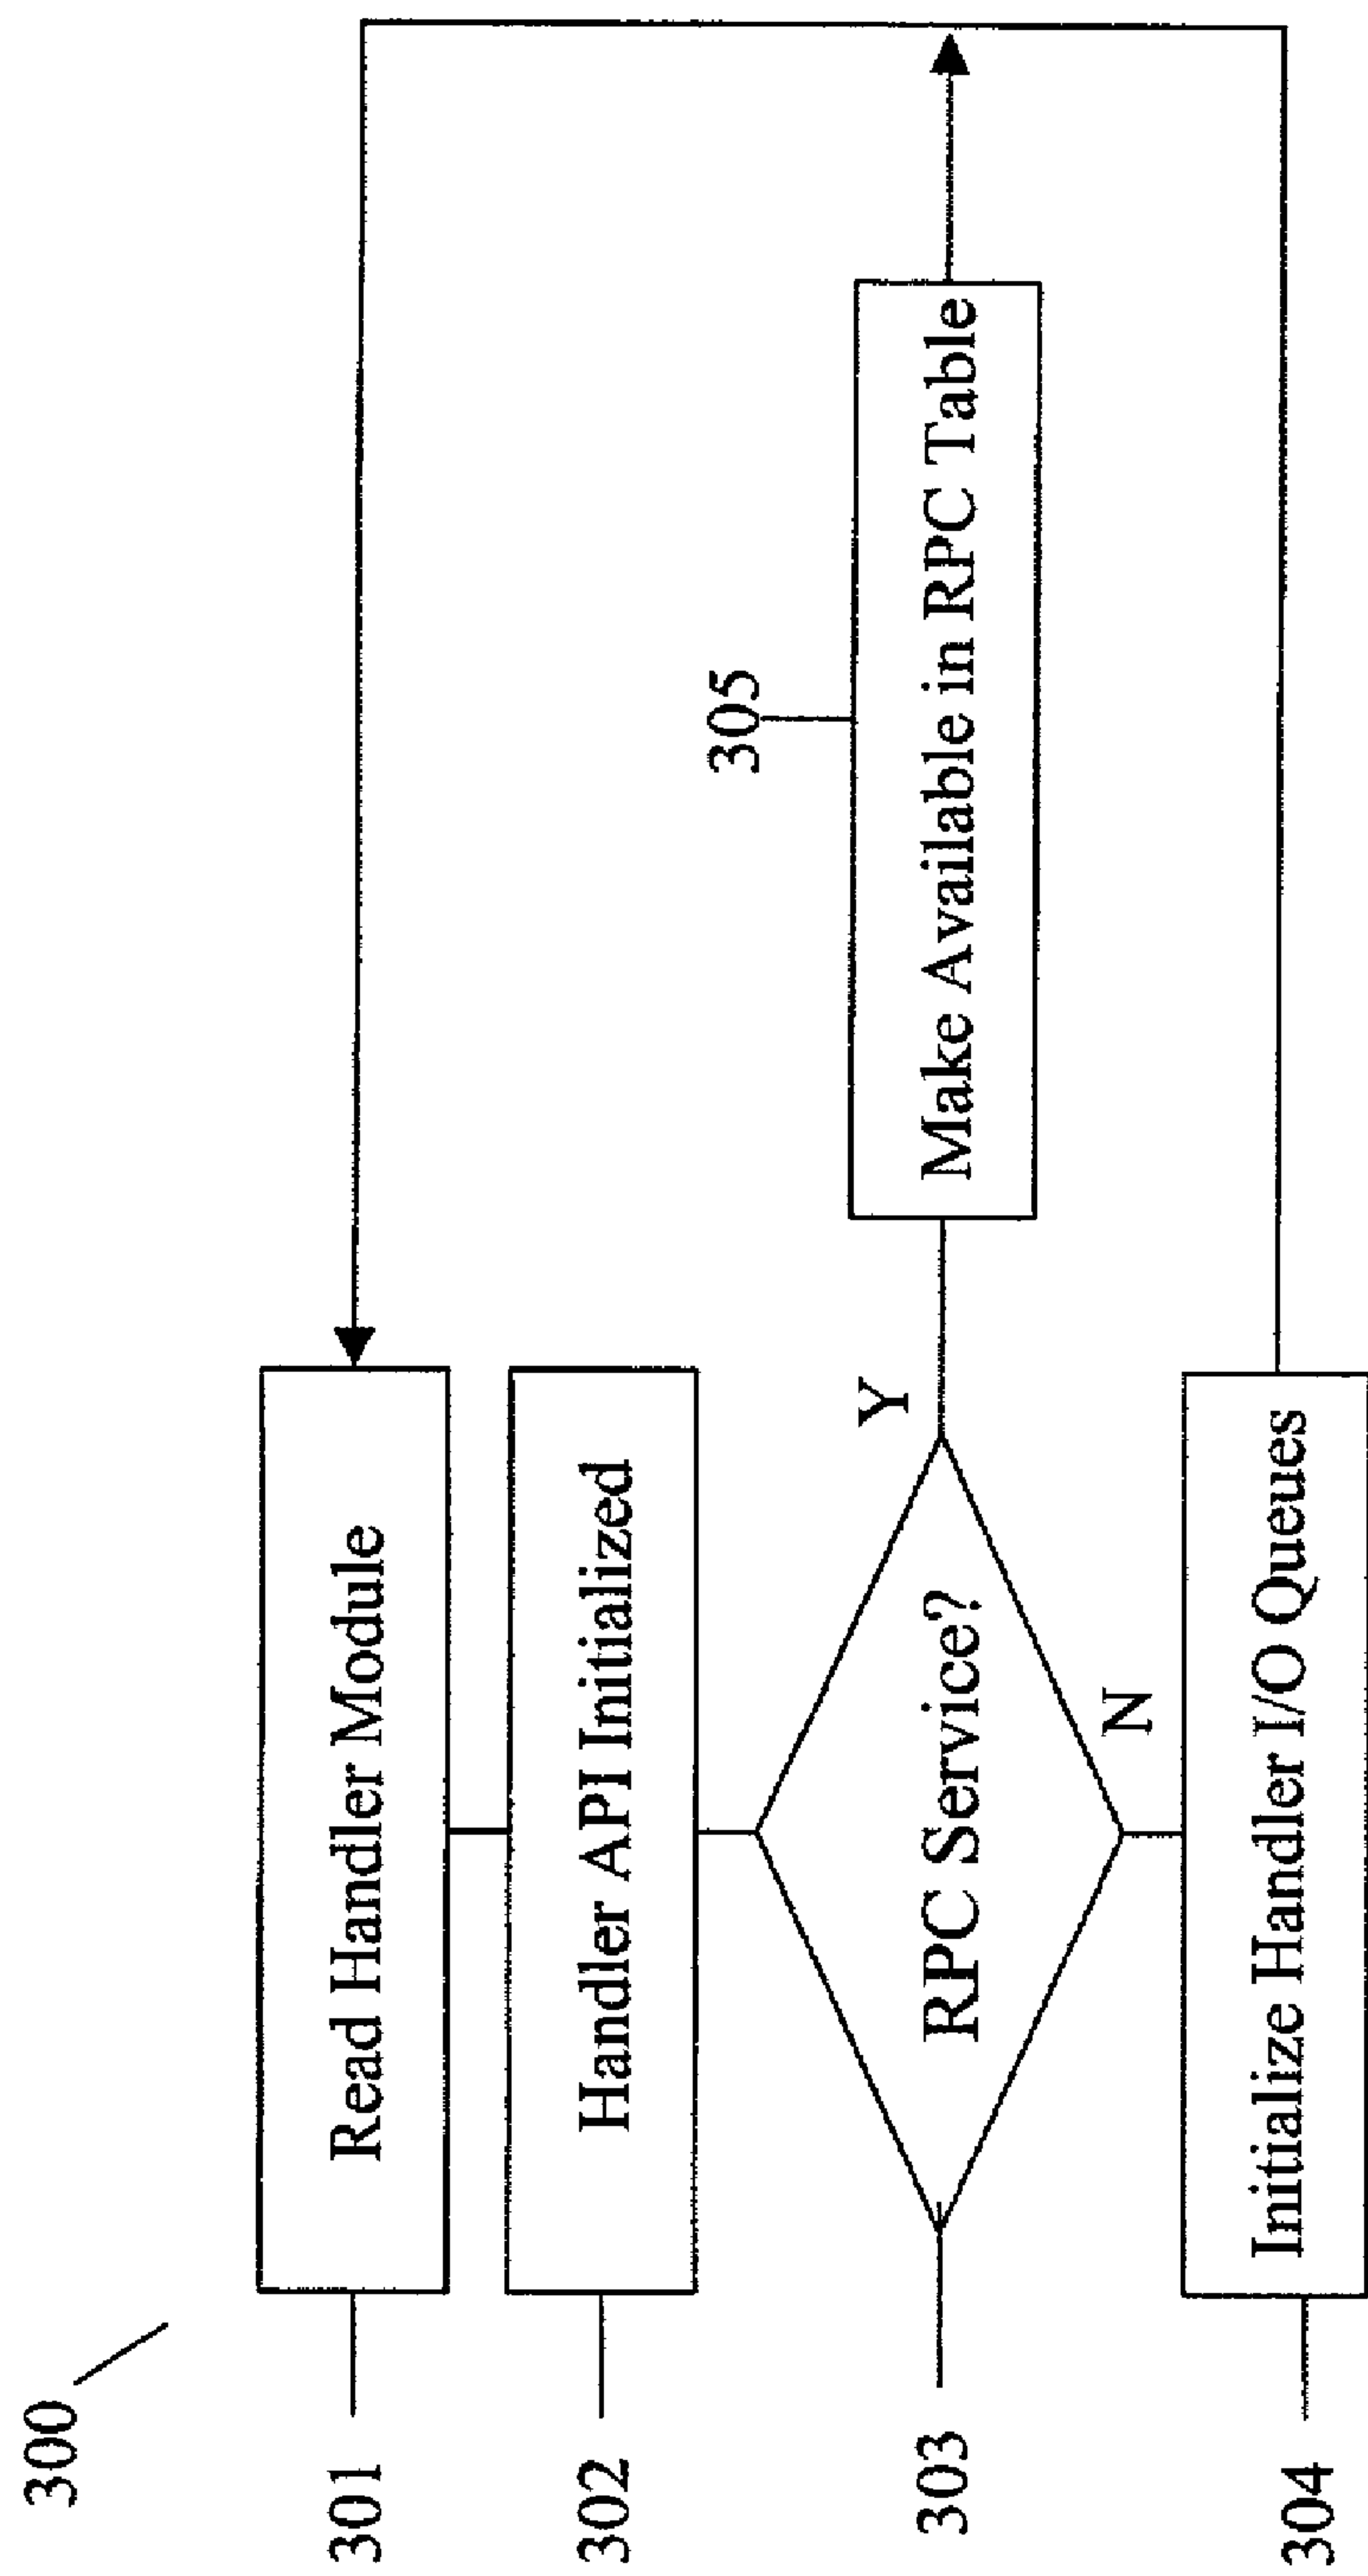 300
301
Read Handler Module
302
Handler API Initialized
303
RPC Service?
Y
N
305
Make Available in RPC Table
304
Initialize Handler I/O Queues